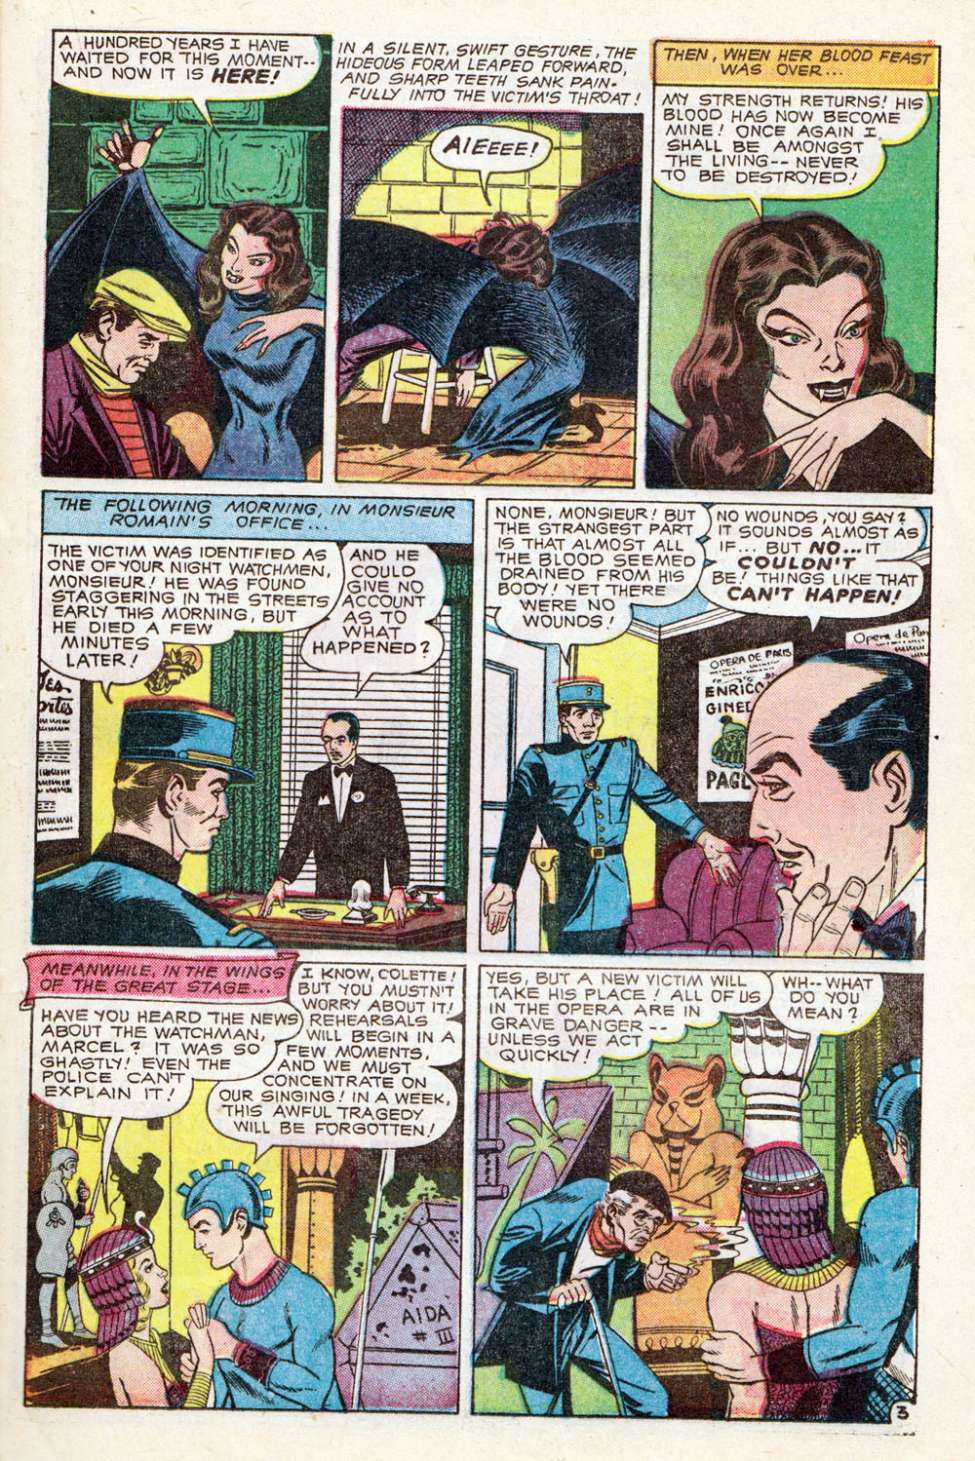 A HUNDRED YEARS I HAVE
WAITED FOR THIS MOMENT--
AND NOW IT IS HERE!
IN A SILENT, SWIFT GESTURE, THE
HIDEOUS FORM LEAPED FORWARD,
AND SHARP TEETH SANK PAIN-
FULLY INTO THE VICTIM'S THROAT!
AIEEEE!
THEN, WHEN HER BLOOD FEAST
WAS OVER...
MY STRENGTH RETURNS! HIS
BLOOD HAS NOW BECOME
MINE! ONCE AGAIN I
SHALL BE AMONGST
THE LIVING-- NEVER
TO BE DESTROYED!
THE FOLLOWING MORNING, IN MONSIEUR
ROMAIN'S OFFICE...
THE VICTIM WAS IDENTIFIED AS
ONE OF YOUR NIGHT WATCHMEN,
MONSIEUR! HE WAS FOUND
STAGGERING IN THE STREETS
EARLY THIS MORNING, BUT
HE DIED A FEW
MINUTES
LATER!
AND HE
COULD
GIVE NO
ACCOUNT
AS TO
WHAT
HAPPENED?
NONE, MONSIEUR! BUT
THE STRANGEST PART
IS THAT ALMOST ALL
THE BLOOD SEEMED
DRAINED FROM HIS
BODY! YET THERE
WERE NO
WOUNDS!
NO WOUNDS, YOU SAY?
IT SOUNDS ALMOST AS
IF... BUT NO... IT
COULDN'T
BE! THINGS LIKE THAT
CAN'T HAPPEN!
OPERA DE PARIS
ENRICO
GINED
PAGL
Opera de Par
MEANWHILE, IN THE WINGS
OF THE GREAT STAGE...
HAVE YOU HEARD THE NEWS
ABOUT THE WATCHMAN,
MARCEL? IT WAS SO
GHASTLY! EVEN THE
POLICE CAN'T
EXPLAIN IT!
I KNOW, COLETTE!
BUT YOU MUSTN'T
WORRY ABOUT IT!
REHEARSALS
WILL BEGIN IN A
FEW MOMENTS,
AND WE MUST
CONCENTRATE ON
OUR SINGING! IN A WEEK,
THIS AWFUL TRAGEDY
WILL BE FORGOTTEN!
AIDA
# III
YES, BUT A NEW VICTIM WILL
TAKE HIS PLACE! ALL OF US
IN THE OPERA ARE IN
GRAVE DANGER--
UNLESS WE ACT
QUICKLY!
WH--WHAT
DO YOU
MEAN?
3